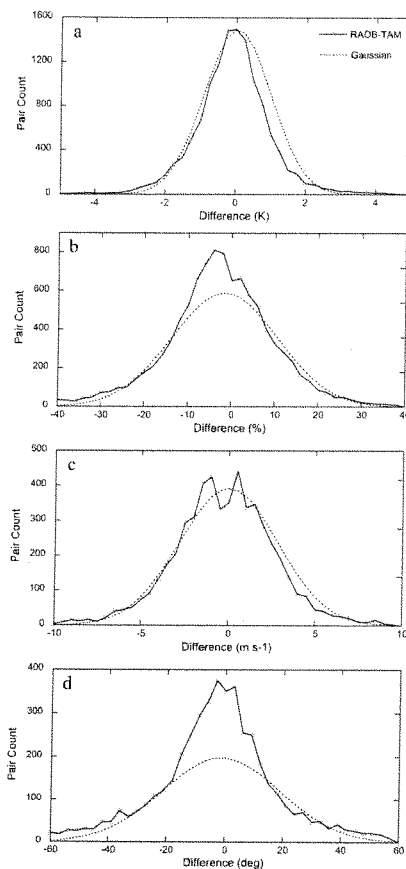 a
1600
RAOB-TAM
Gaussian
1200
800
400
0
Pair Count
-4 -2 0 2 4
Difference (K)
b
800
600
400
200
0
Pair Count
-40 -30 -20 -10 0 10 20 30 40
Difference (%)
c
500
400
300
200
100
0
Pair Count
-10 -5 0 5 10
Difference (m s-1)
d
400
300
200
100
0
Pair Count
-60 -40 -20 0 20 40 60
Difference (deg)